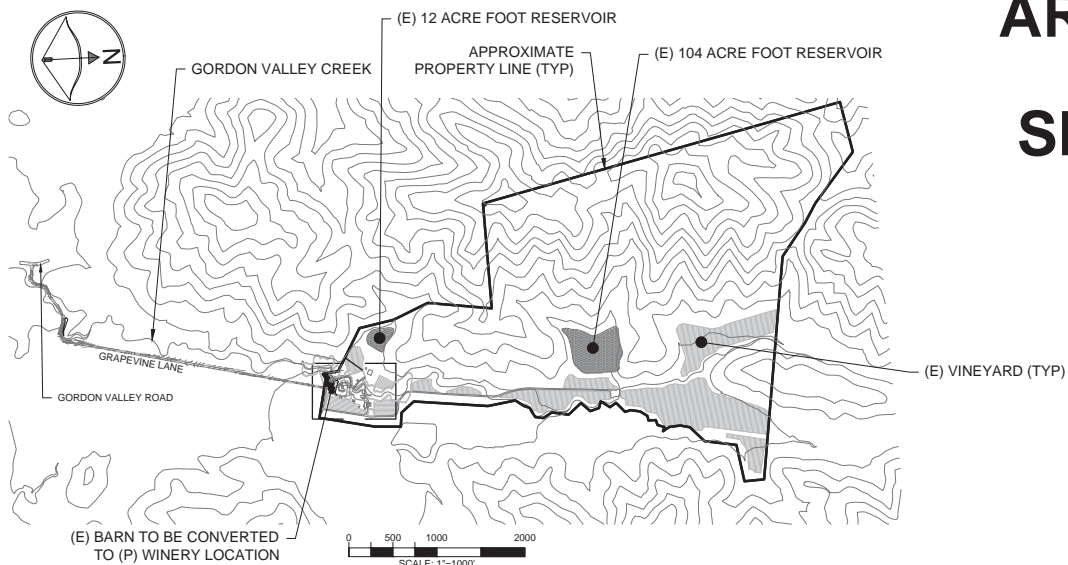 AR
SI
(E) 12 ACRE FOOT RESERVOIR
APPROXIMATE
PROPERTY LINE (TYP)
(E) 104 ACRE FOOT RESERVOIR
GORDON VALLEY CREEK
N
GRAPEVINE LANE
GORDON VALLEY ROAD
(E) VINEYARD (TYP)
(E) BARN TO BE CONVERTED
TO (P) WINERY LOCATION
0 500 1000 2000
SCALE: 1"=1000'